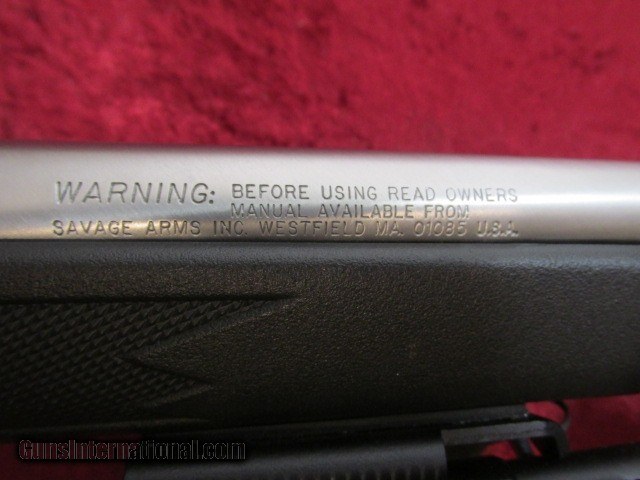 WARNING: BEFORE USING READ OWNERS
MANUAL AVAILABLE FROM
SAVAGE ARMS INC. WESTFIELD MA. 01085 U.S.A.
GunsInternational.com